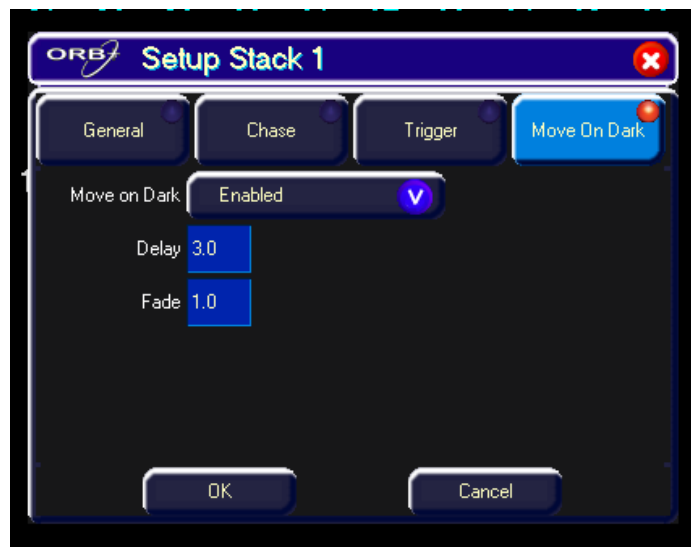 ORB Setup Stack 1
General Chase Trigger Move On Dark
Move on Dark Enabled V
Delay 3.0
Fade 1.0
OK Cancel